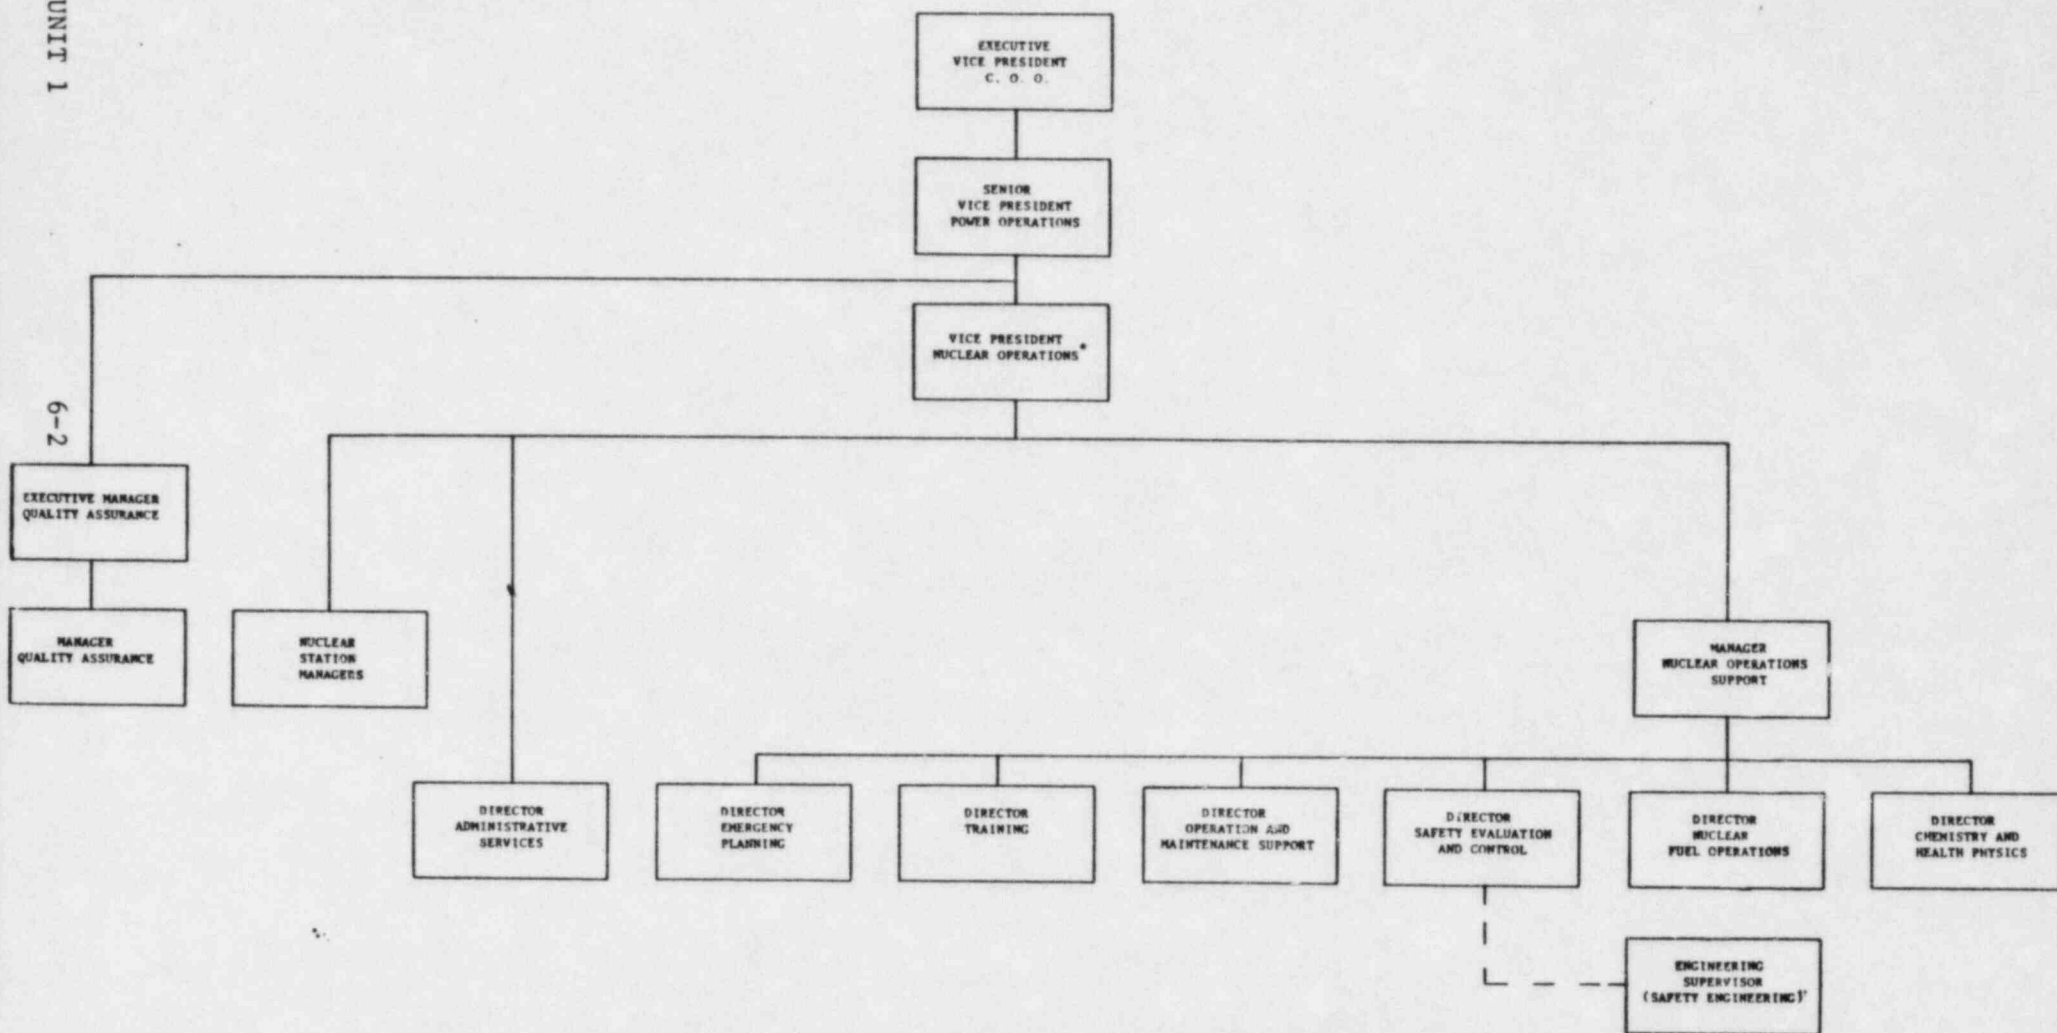 UNIT 1
6-2
EXECUTIVE
VICE PRESIDENT
C. O. O.
SENIOR
VICE PRESIDENT
POWER OPERATIONS
VICE PRESIDENT
NUCLEAR OPERATIONS*
EXECUTIVE MANAGER
QUALITY ASSURANCE
MANAGER
QUALITY ASSURANCE
NUCLEAR
STATION
MANAGERS
MANAGER
NUCLEAR OPERATIONS
SUPPORT
DIRECTOR
ADMINISTRATIVE
SERVICES
DIRECTOR
EMERGENCY
PLANNING
DIRECTOR
TRAINING
DIRECTOR
OPERATION AND
MAINTENANCE SUPPORT
DIRECTOR
SAFETY EVALUATION
AND CONTROL
DIRECTOR
NUCLEAR
FUEL OPERATIONS
DIRECTOR
CHEMISTRY AND
HEALTH PHYSICS
ENGINEERING
SUPERVISOR
(SAFETY ENGINEERING)